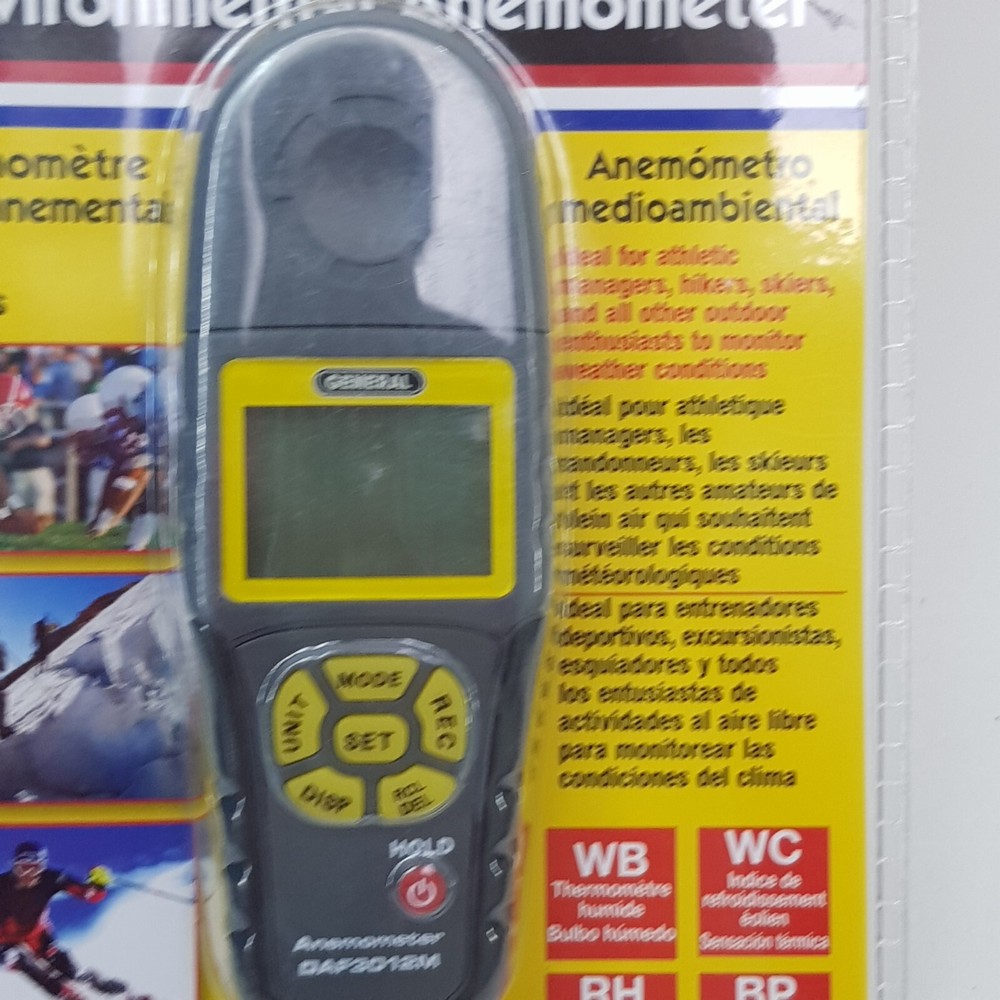 Anemometer
Anemómetro
medioambiental
Ideal for athletic
managers, hikers, skiers,
and all other outdoor
enthusiasts to monitor
weather conditions
Idéal pour athletique
managers, les
randonneurs, les skieurs
et les autres amateurs de
plein air qui souhaitent
surveiller les conditions
météorologiques
Ideal para entrenadores
deportivos, excursionistas,
esquiadores y todos
los entusiastas de
actividades al aire libre
para monitorear las
condiciones del clima
GENERAL
MODE
UNIT
SET
REC
DISP
RCL
DEL
HOLD
Anemometer
DAF3012M
WB
Thermomètre
humide
Bulbo húmedo
WC
Indice de
refroidissement
éolien
Sensación térmica
RH
BP